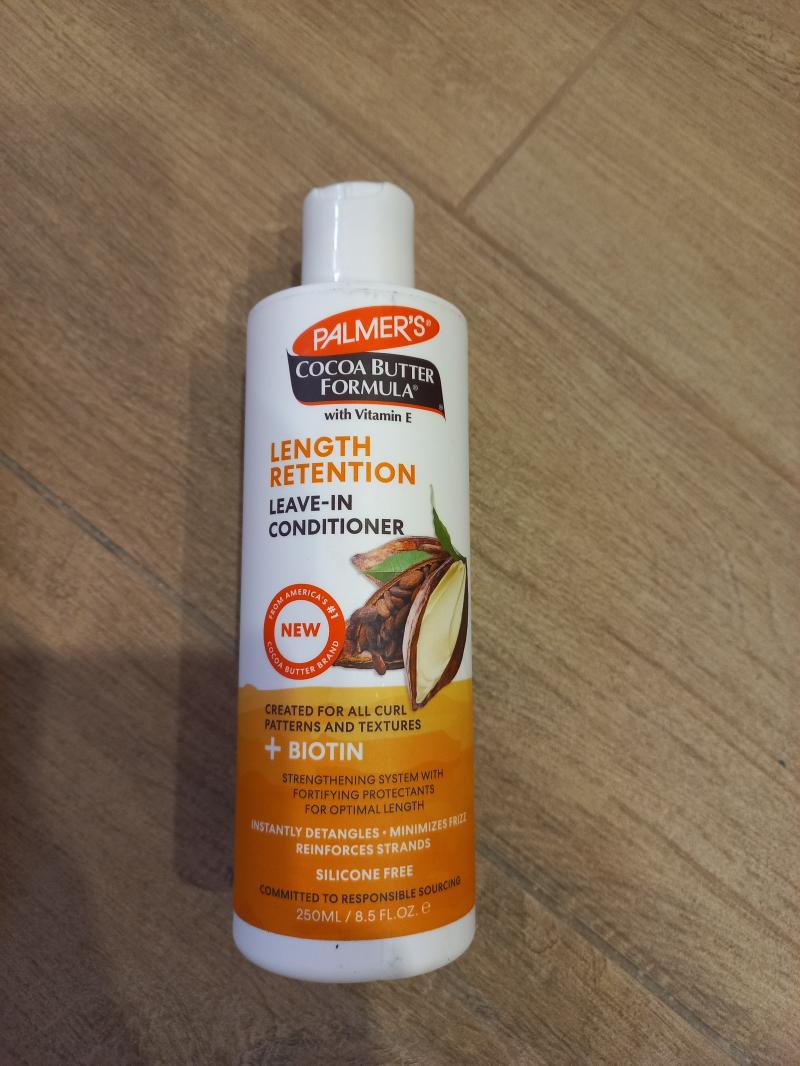 PALMER'S®
COCOA BUTTER
FORMULA®
with Vitamin E
LENGTH
RETENTION
LEAVE-IN
CONDITIONER
FROM AMERICA'S #1
NEW
COCOA BUTTER BRAND
CREATED FOR ALL CURL
PATTERNS AND TEXTURES
+ BIOTIN
STRENGTHENING SYSTEM WITH
FORTIFYING PROTECTANTS
FOR OPTIMAL LENGTH
INSTANTLY DETANGLES • MINIMIZES FRIZZ
REINFORCES STRANDS
SILICONE FREE
COMMITTED TO RESPONSIBLE SOURCING
250ML / 8.5 FL.OZ. ℮